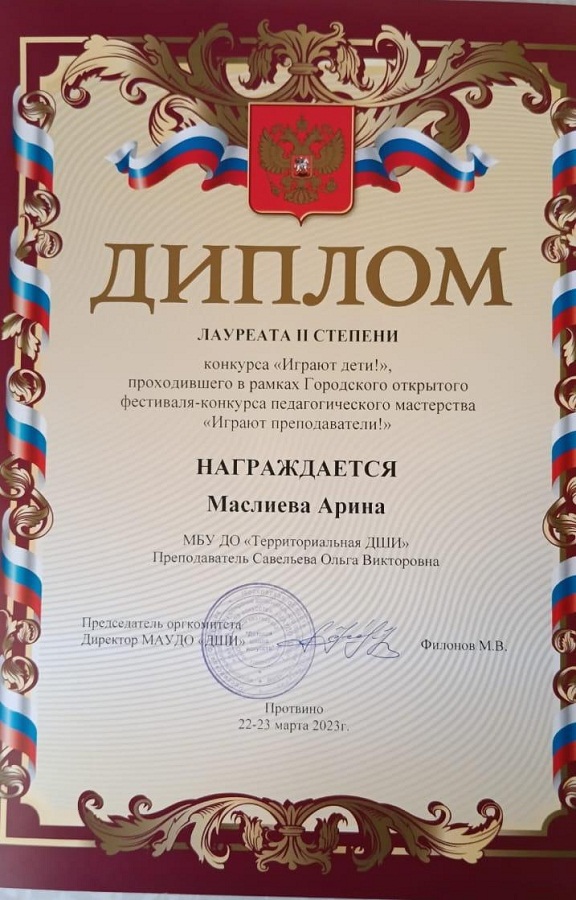 ДИПЛОМ
ЛАУРЕАТА II СТЕПЕНИ
конкурса «Играют дети!»,
проходившего в рамках Городского открытого
фестиваля-конкурса педагогического мастерства
«Играют преподаватели!»
НАГРАЖДАЕТСЯ
Маслиева Арина
МБУ ДО «Территориальная ДШИ»
Преподаватель Савельева Ольга Викторовна
Председатель оргкомитета
Директор МАУДО «ДШИ»
Филонов М.В.
Протвино
22-23 марта 2023г.